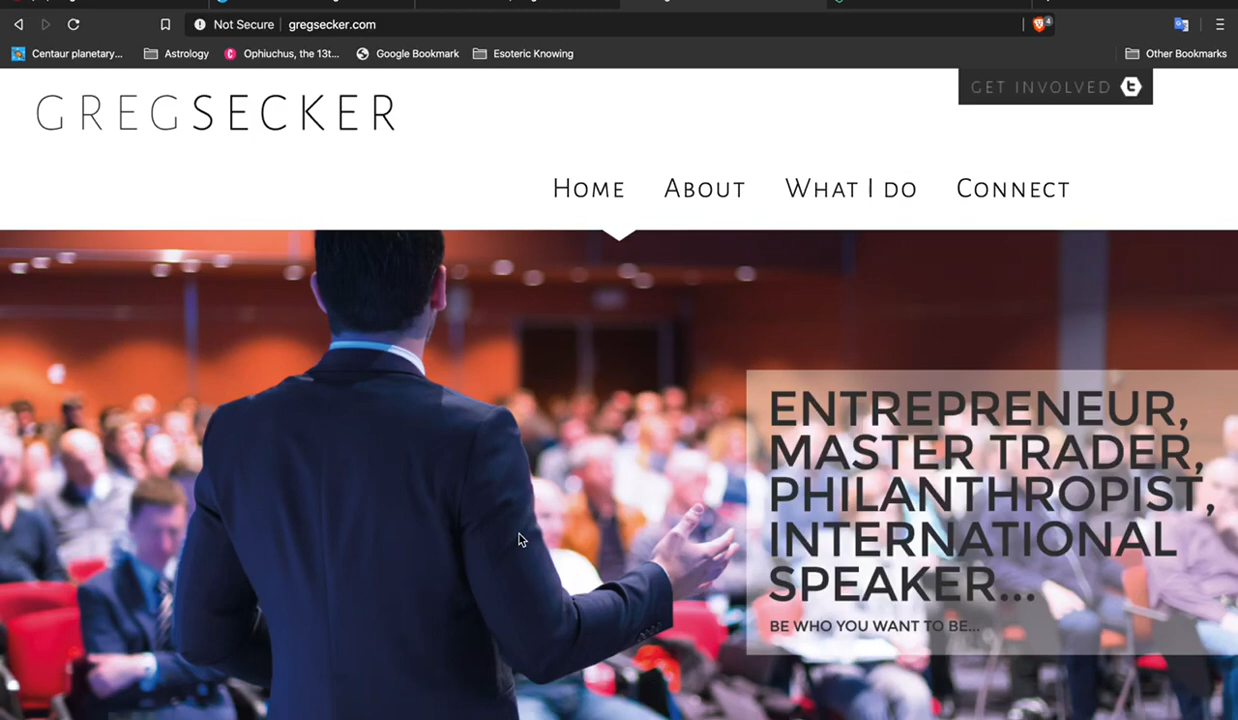 Not Secure gregsecker.com 4
Centaur planetary... Astrology Ophiuchus, the 13t... Google Bookmark Esoteric Knowing Other Bookmarks
GET INVOLVED
GREGSECKER
HOME ABOUT WHAT I DO CONNECT
ENTREPRENEUR,
MASTER TRADER,
PHILANTHROPIST,
INTERNATIONAL
SPEAKER...
BE WHO YOU WANT TO BE...